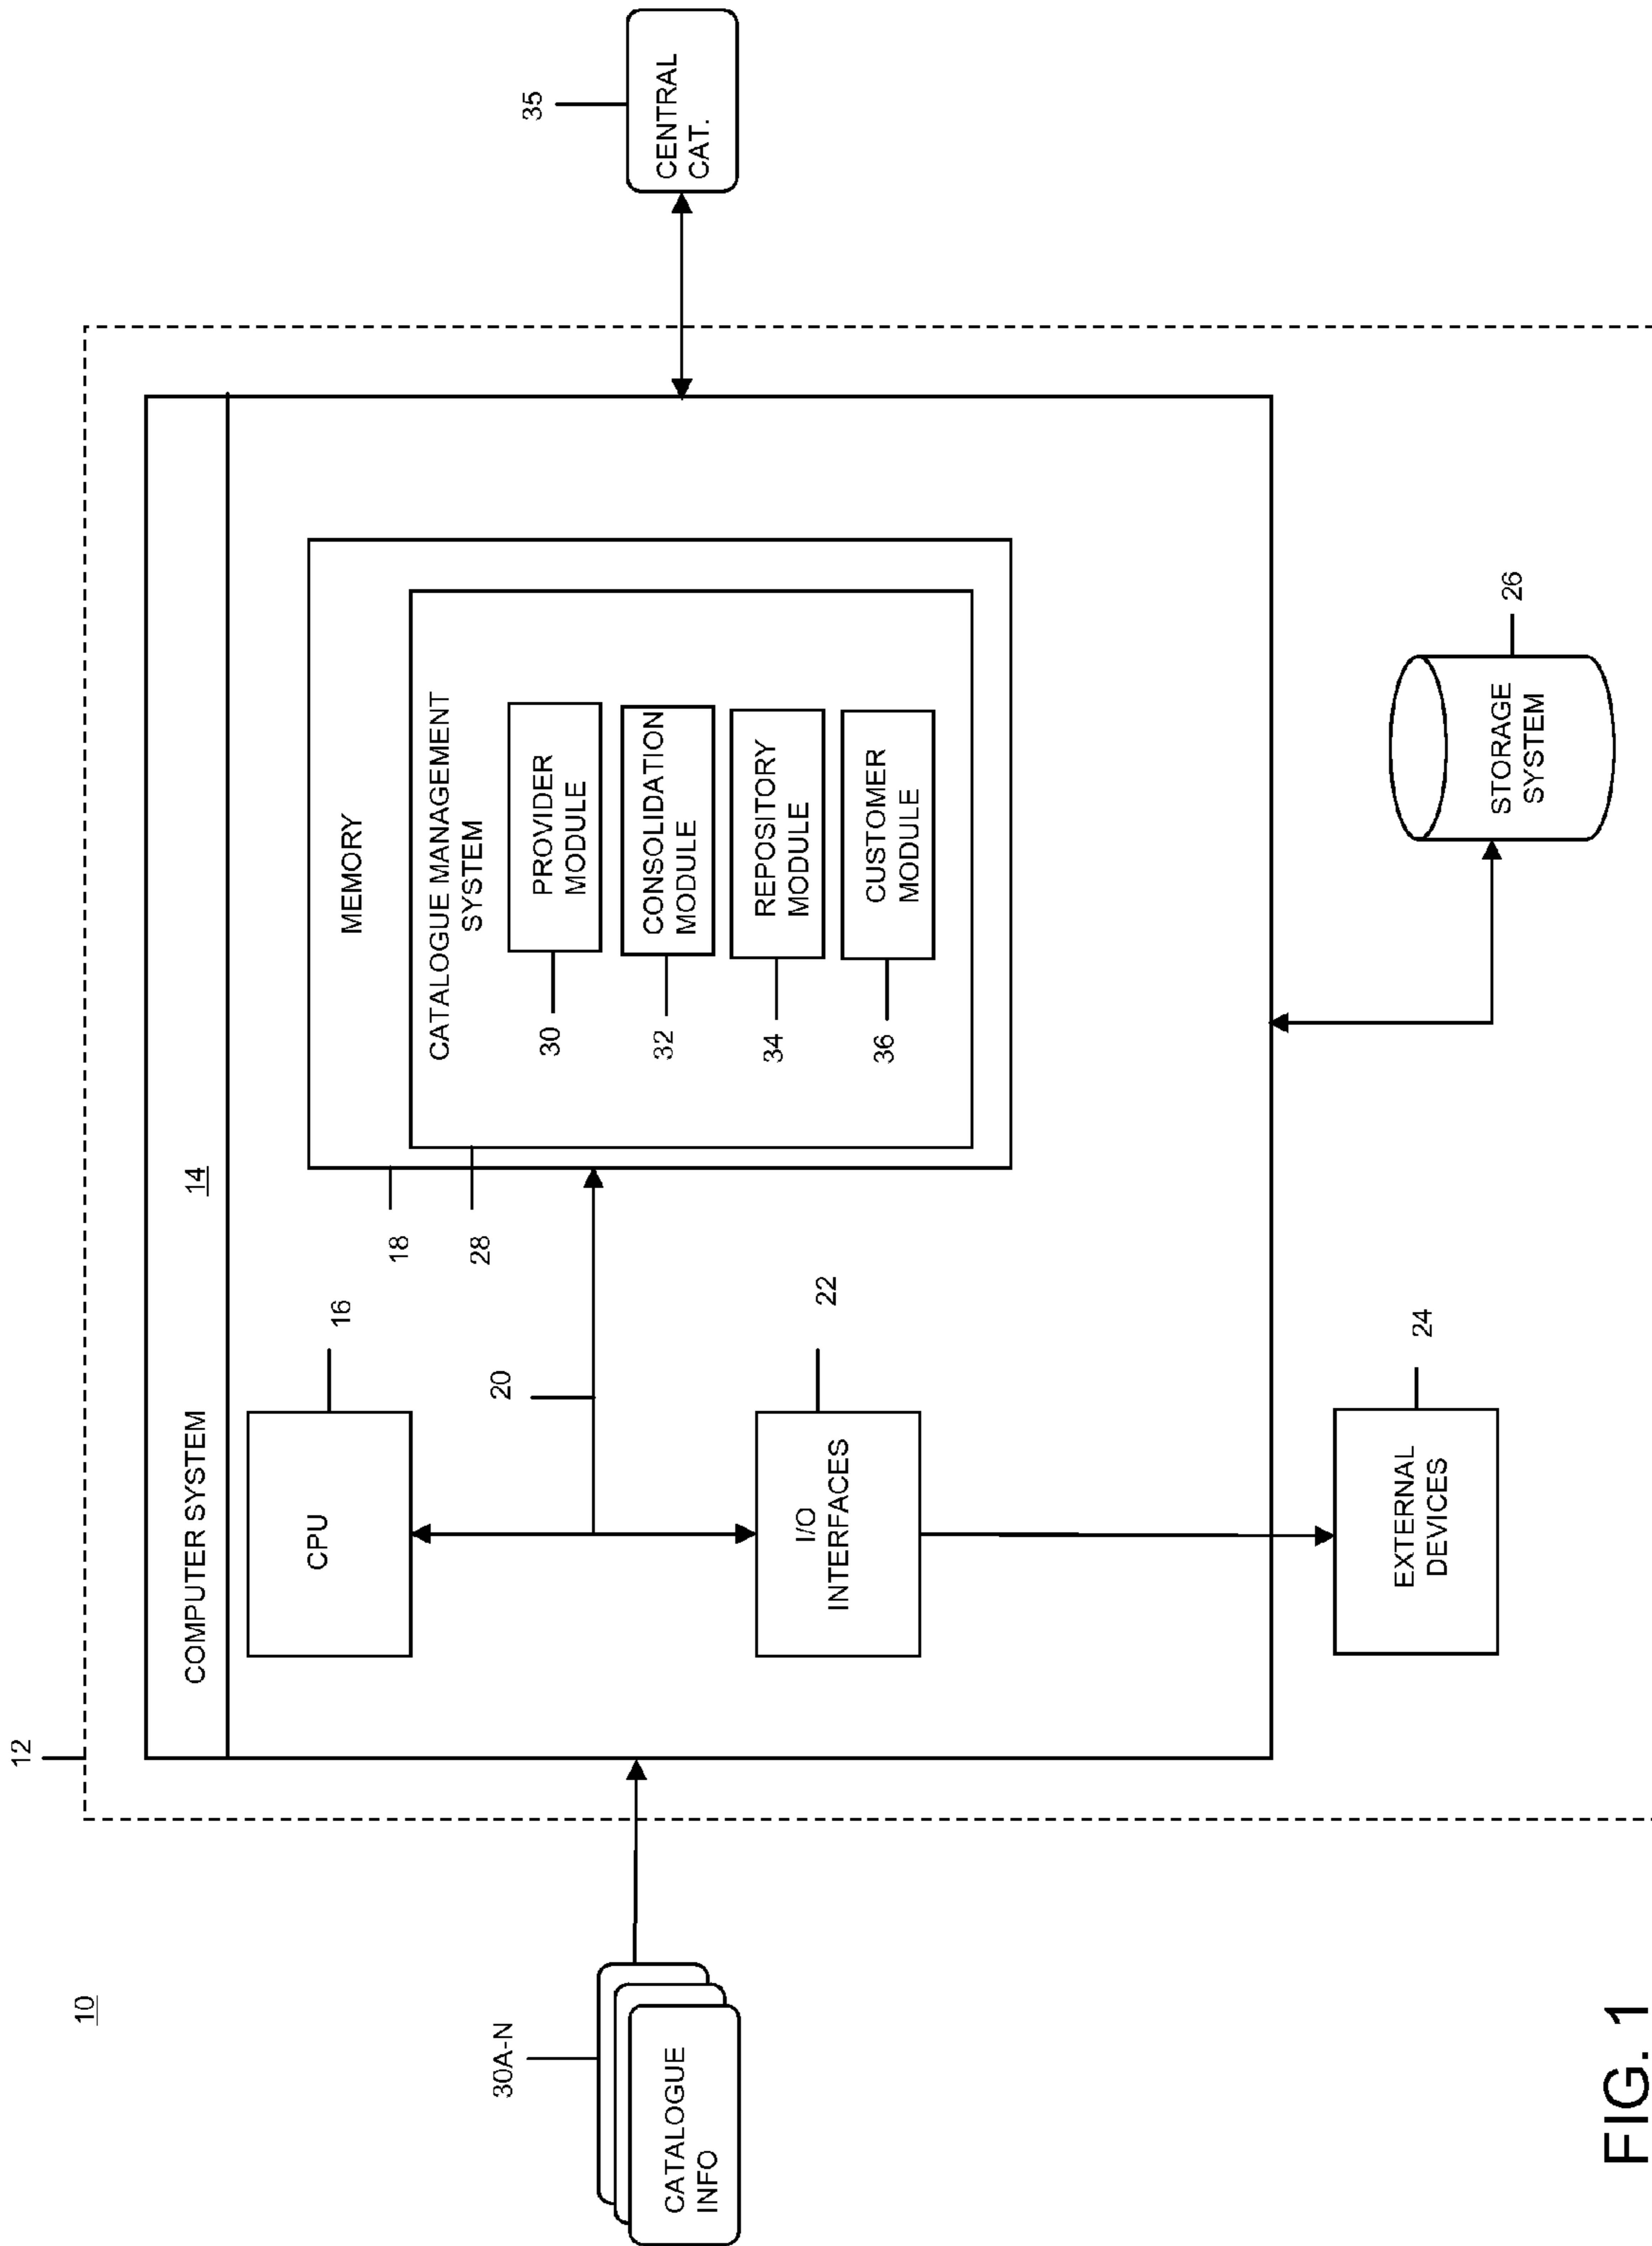 10
12
COMPUTER SYSTEM
14
CPU
16
20
I/O
INTERFACES
22
18
28
MEMORY
CATALOGUE MANAGEMENT
SYSTEM
PROVIDER
MODULE
30
CONSOLIDATION
MODULE
32
REPOSITORY
MODULE
34
CUSTOMER
MODULE
36
30A-N
CATALOGUE
INFO
35
CENTRAL
CAT.
EXTERNAL
DEVICES
24
STORAGE
SYSTEM
26
FIG. 1